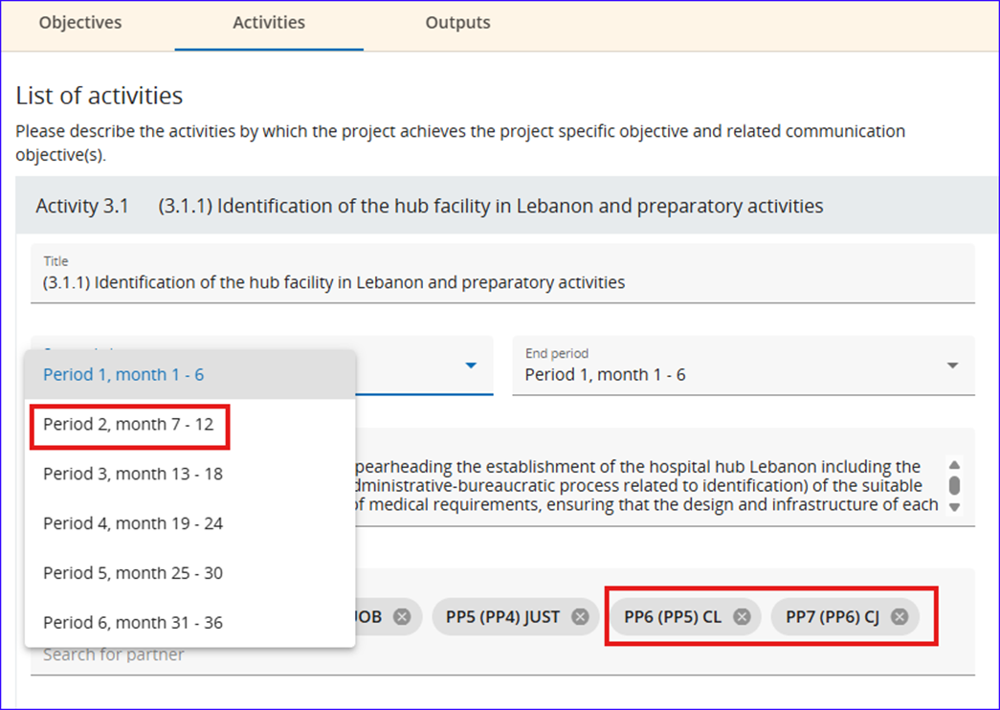 Objectives Activities Outputs
List of activities
Please describe the activities by which the project achieves the project specific objective and related communication
objective(s).
Activity 3.1 (3.1.1) Identification of the hub facility in Lebanon and preparatory activities
Title
(3.1.1) Identification of the hub facility in Lebanon and preparatory activities
End period
Period 1, month 1 - 6
Period 1, month 1 - 6
Period 2, month 7 - 12
Period 3, month 13 - 18
Period 4, month 19 - 24
Period 5, month 25 - 30
Period 6, month 31 - 36
pearheading the establishment of the hospital hub Lebanon including the
dministrative-bureaucratic process related to identification) of the suitable
of medical requirements, ensuring that the design and infrastructure of each
JOB PP5 (PP4) JUST PP6 (PP5) CL PP7 (PP6) CJ
Search for partner